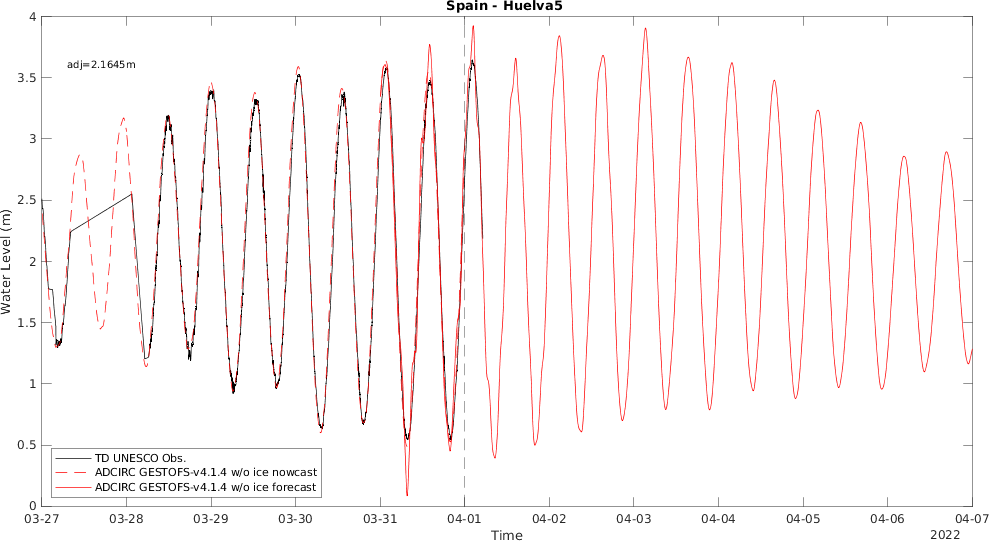 Spain - Huelva5
adj=2.1645m
Water Level (m)
4
3.5
3
2.5
2
1.5
1
0.5
0
TD UNESCO Obs.
ADCIRC GESTOFS-v4.1.4 w/o ice nowcast
ADCIRC GESTOFS-v4.1.4 w/o ice forecast
03-27 03-28 03-29 03-30 03-31 04-01 04-02 04-03 04-04 04-05 04-06 04-07
Time
2022